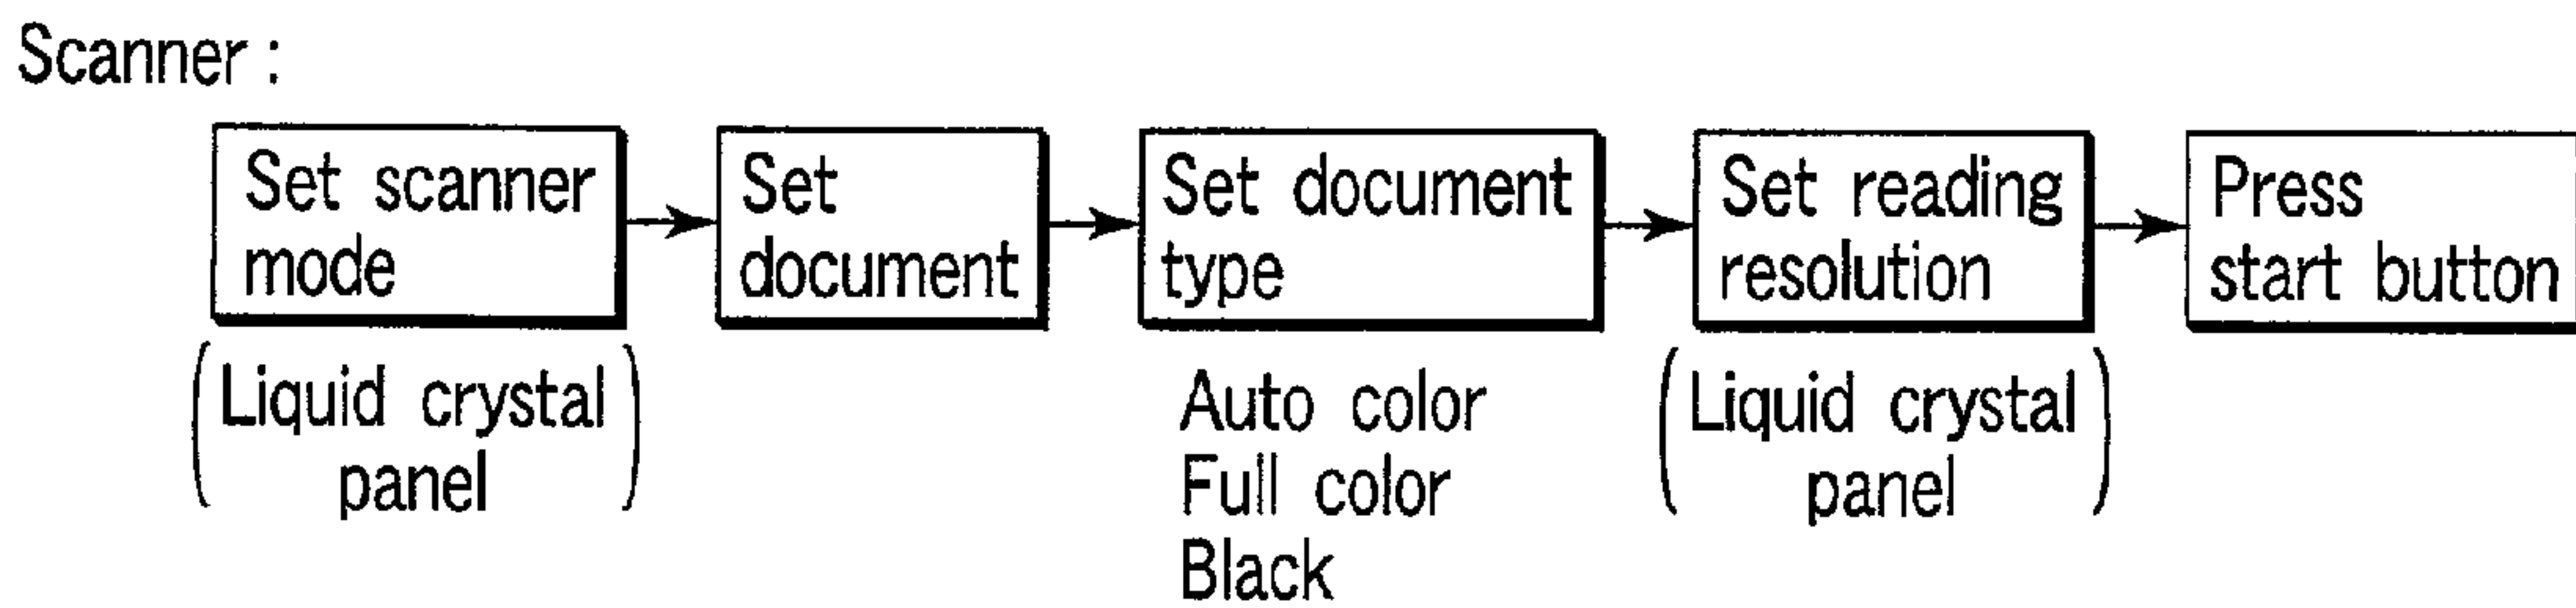 Scanner :
Set scanner
mode
Set
document
Set document
type
Set reading
resolution
Press
start button
(Liquid crystal
panel)
Auto color
Full color
Black
(Liquid crystal
panel)